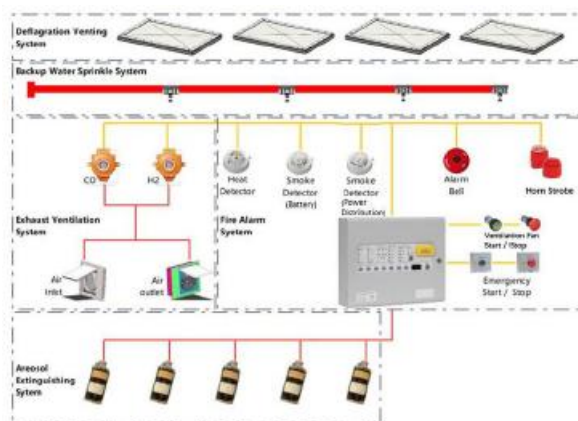 Deflagration Venting
System
Backup Water Sprinkle System
CO
H2
Heat
Detector
Smoke
Detector
(Battery)
Smoke
Detector
(Power
Distribution)
Alarm
Bell
Horn Strobe
Exhaust Ventilation
System
Fire Alarm
Syetem
Ventilation Fan
Start / Stop
Air
inlet
Air
outlet
Emergency
Start / Stop
Areosol
Extinguishing
Sytem